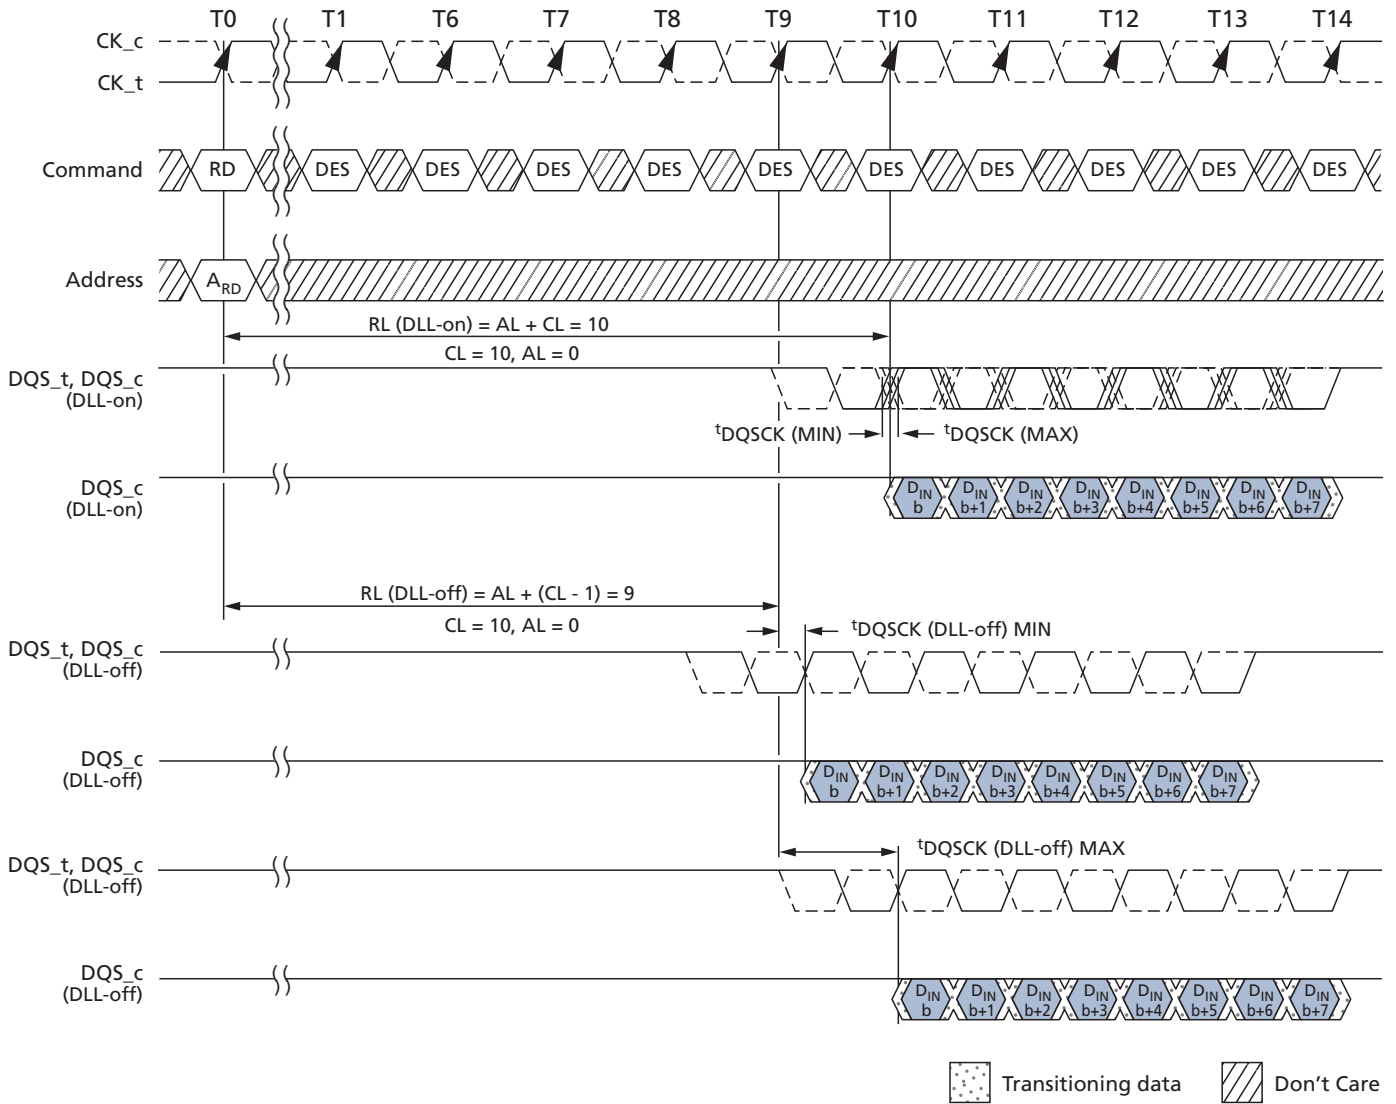 T0 T1 T6 T7 T8 T9 T10 T11 T12 T13 T14
CK_c
CK_t
Command RD DES DES DES DES DES DES DES DES DES DES
Address ARD
RL (DLL-on) = AL + CL = 10
CL = 10, AL = 0
DQS_t, DQS_c
(DLL-on)
tDQSCK (MIN) tDQSCK (MAX)
DQS_c
(DLL-on)
DIN DIN DIN DIN DIN DIN DIN DIN
b b+1 b+2 b+3 b+4 b+5 b+6 b+7
RL (DLL-off) = AL + (CL - 1) = 9
CL = 10, AL = 0
tDQSCK (DLL-off) MIN
DQS_t, DQS_c
(DLL-off)
DQS_c
(DLL-off)
DIN DIN DIN DIN DIN DIN DIN DIN
b b+1 b+2 b+3 b+4 b+5 b+6 b+7
tDQSCK (DLL-off) MAX
DQS_t, DQS_c
(DLL-off)
DQS_c
(DLL-off)
DIN DIN DIN DIN DIN DIN DIN DIN
b b+1 b+2 b+3 b+4 b+5 b+6 b+7
Transitioning data Don't Care